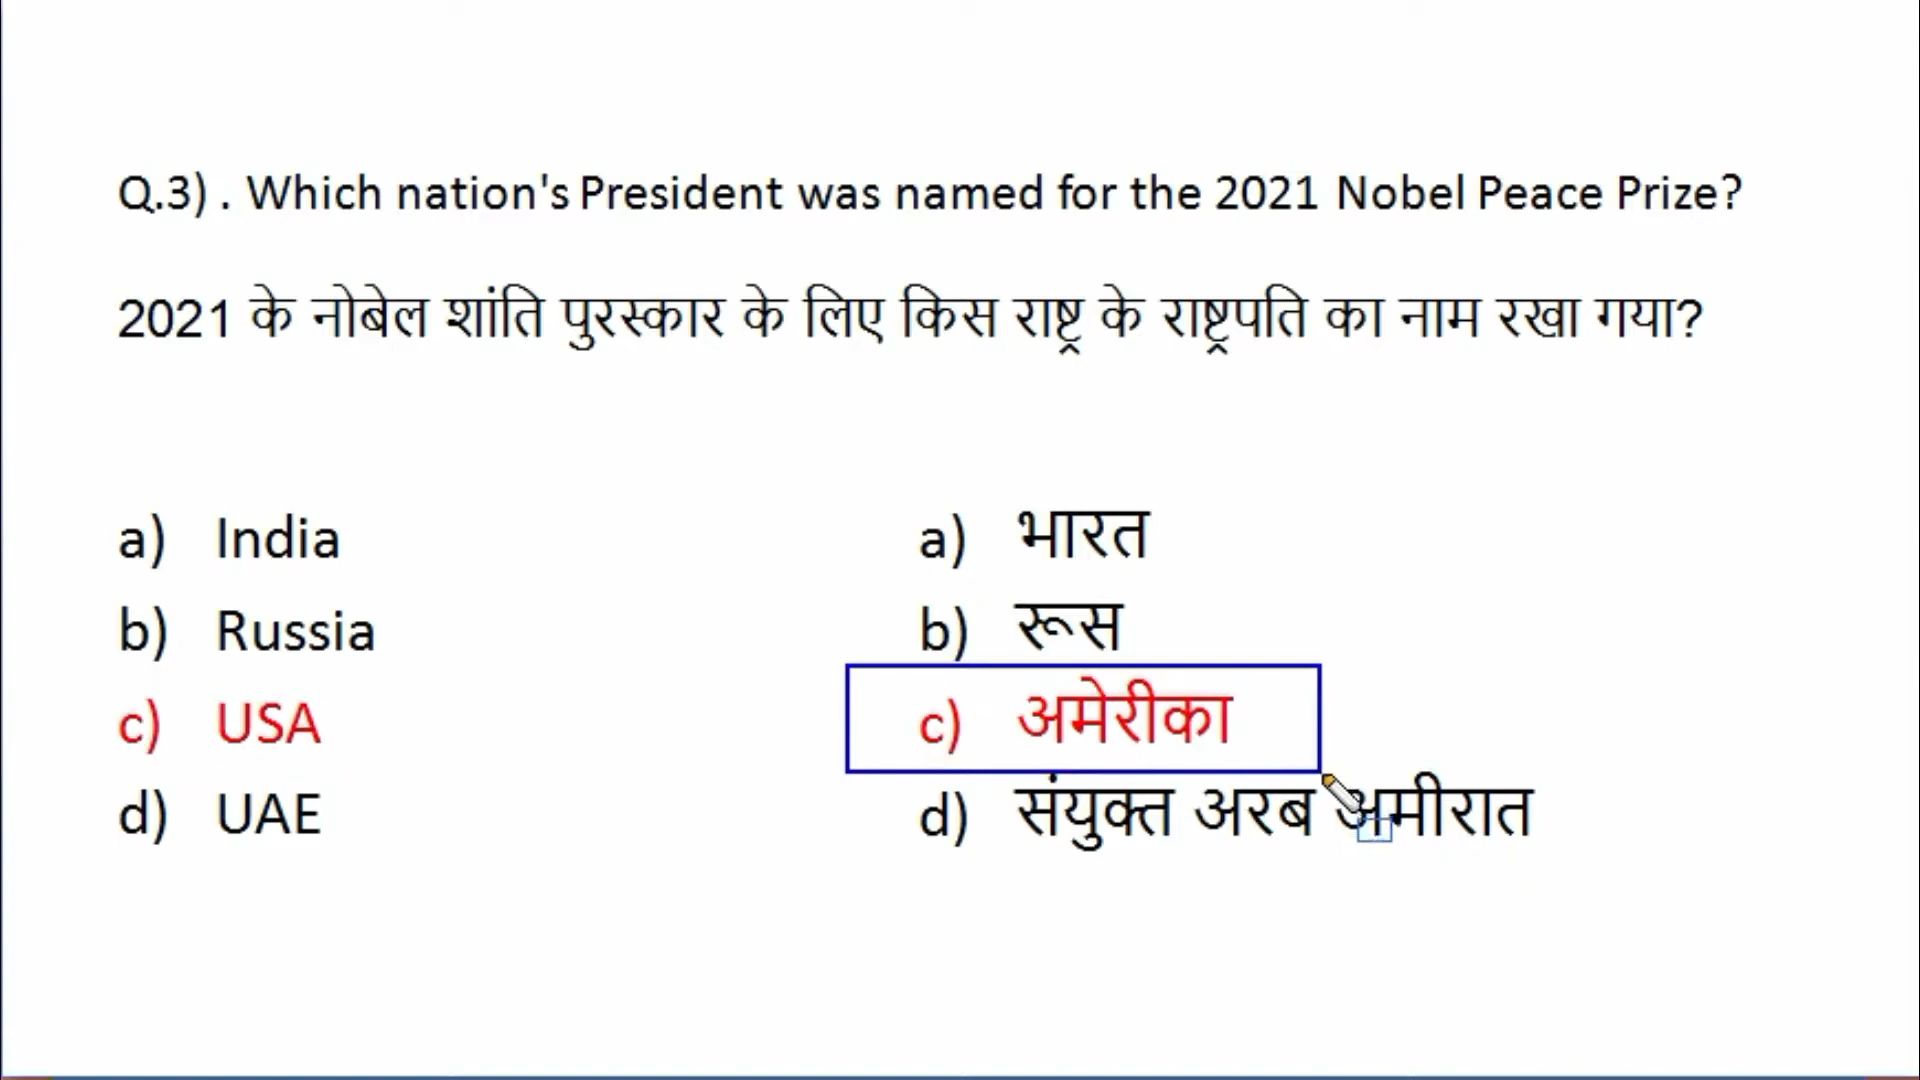 Q.3) . Which nation's President was named for the 2021 Nobel Peace Prize?
2021 के नोबेल शांति पुरस्कार के लिए किस राष्ट्र के राष्ट्रपति का नाम रखा गया?
a) India
b) Russia
c) USA
d) UAE
a) भारत
b) रूस
c) अमेरीका
d) संयुक्त अरब अमीरात